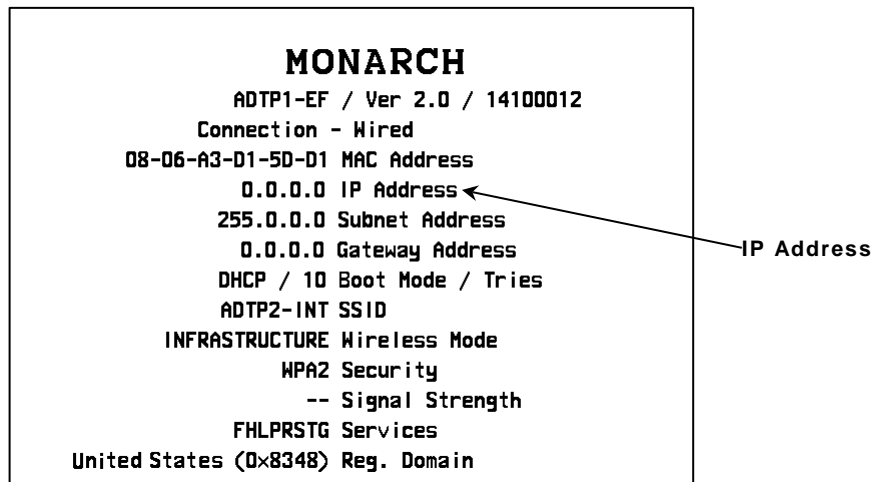 MONARCH
ADTP1-EF / Ver 2.0 / 14100012
Connection - Wired
08-06-A3-D1-5D-D1 MAC Address
0.0.0.0 IP Address
255.0.0.0 Subnet Address
0.0.0.0 Gateway Address
IP Address
DHCP / 10 Boot Mode / Tries
ADTP2-INT SSID
INFRASTRUCTURE Wireless Mode
WPA2 Security
-- Signal Strength
FHLPRSTG Services
United States (0x8348) Reg. Domain